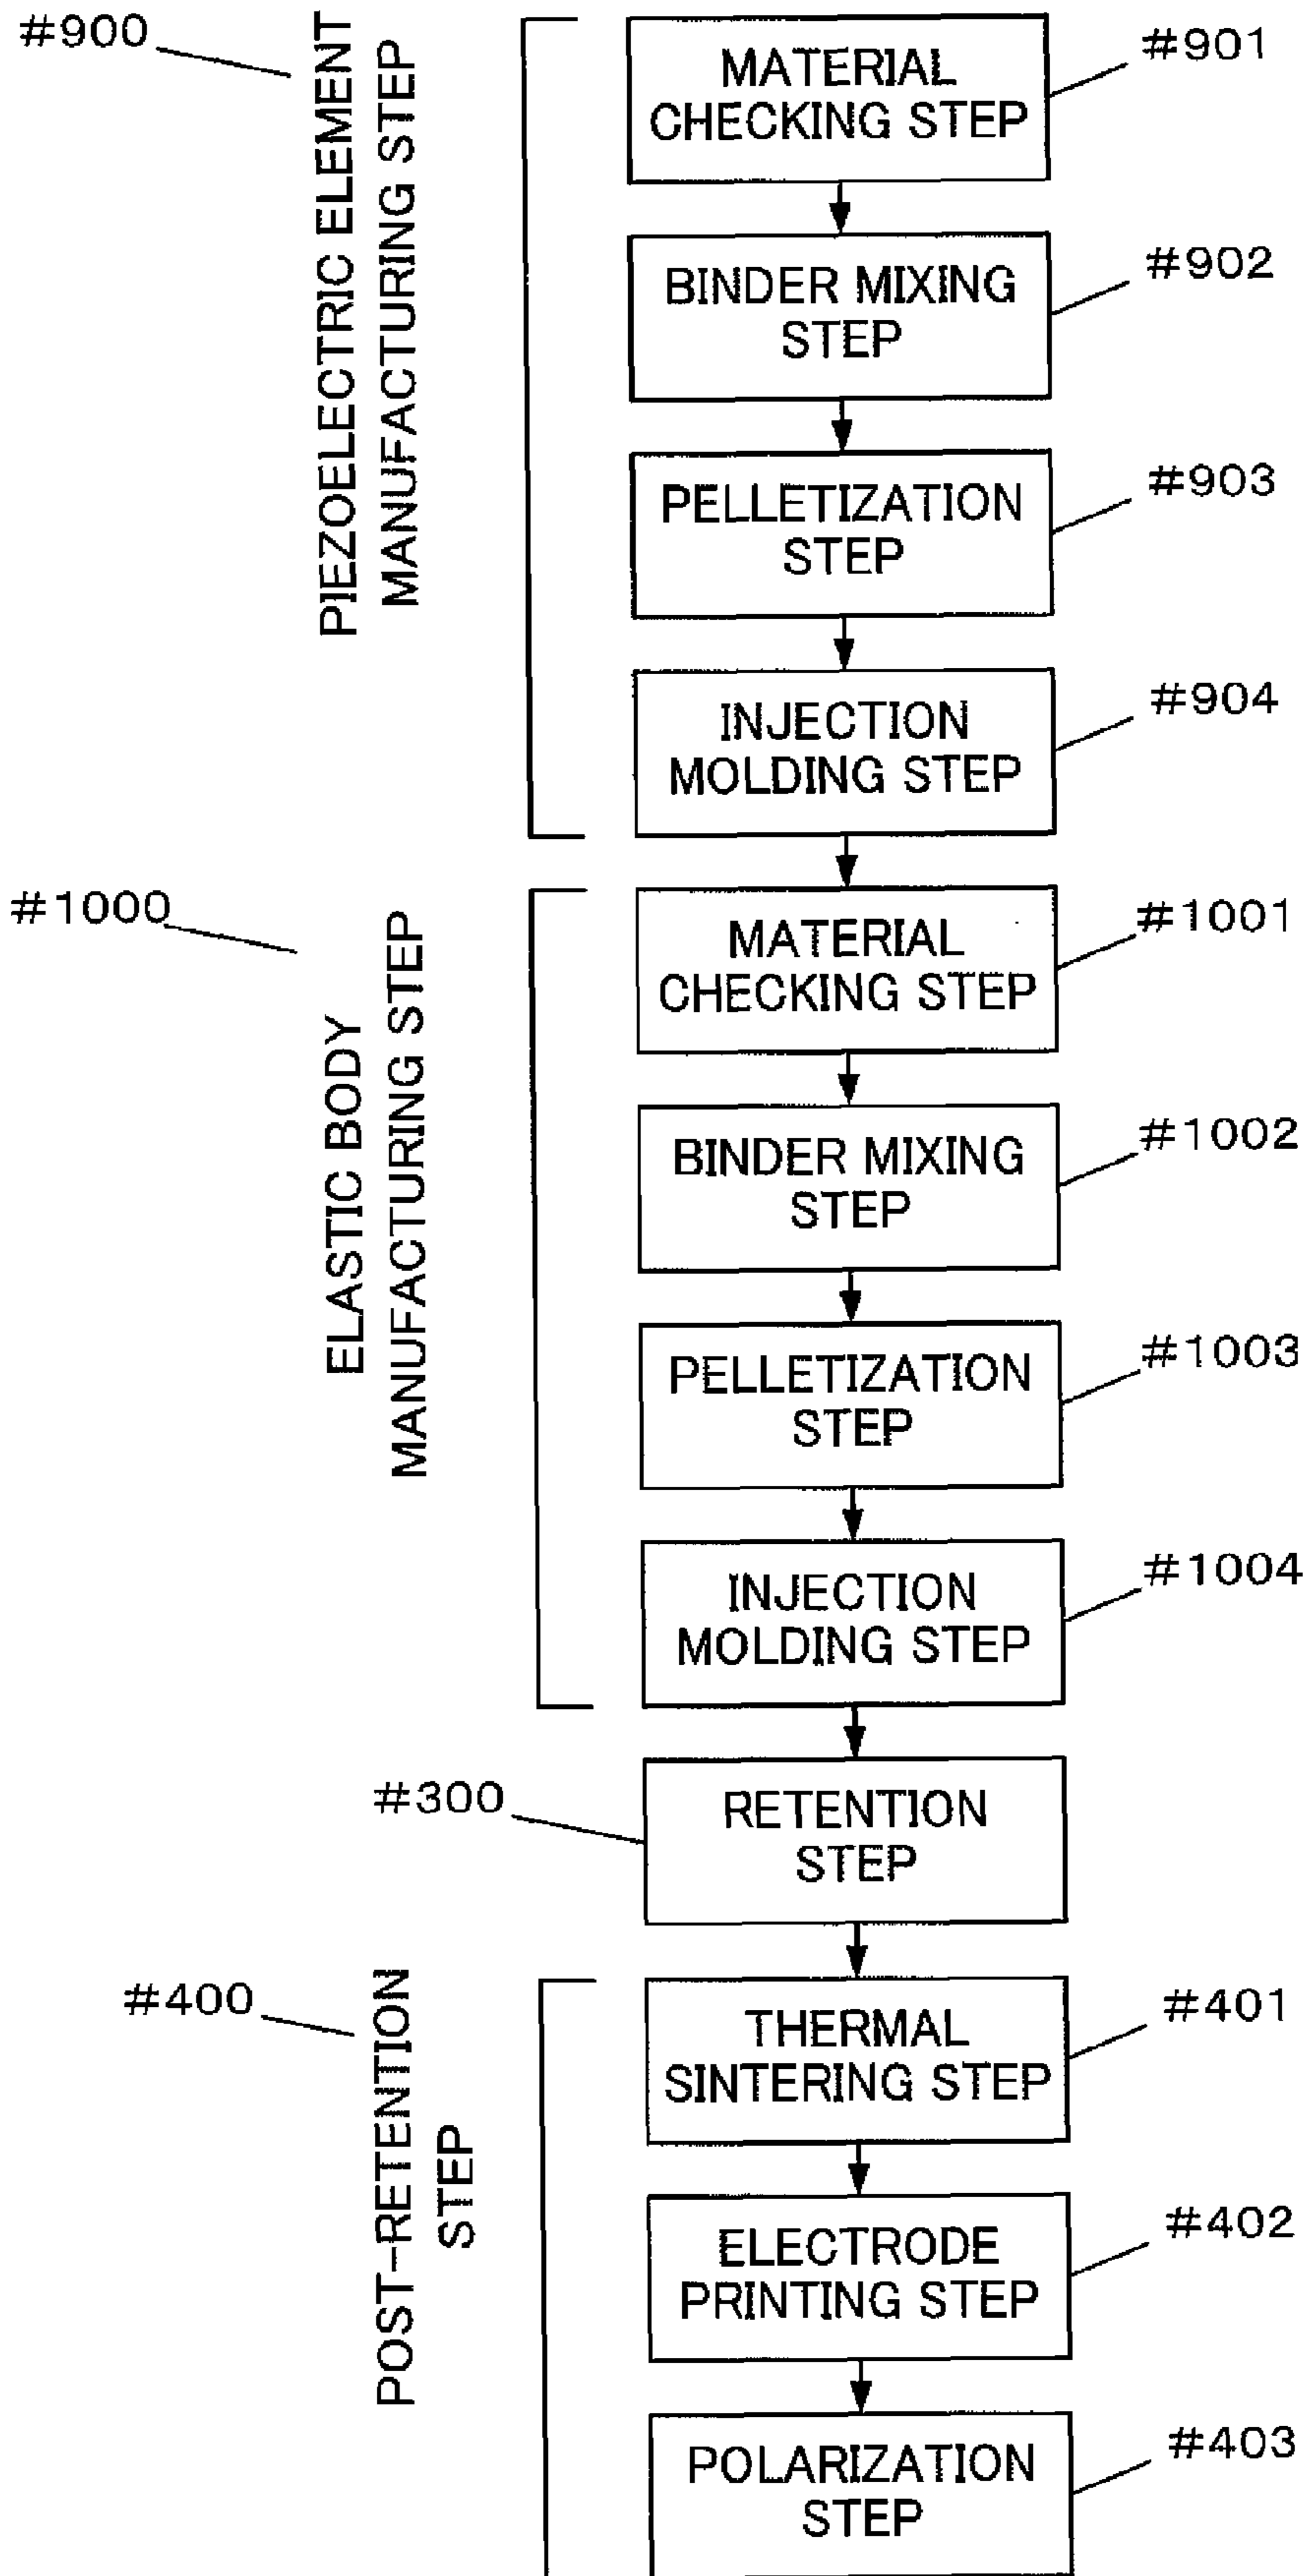 #900
PIEZOELECTRIC ELEMENT
MANUFACTURING STEP
MATERIAL
CHECKING STEP
#901
BINDER MIXING
STEP
#902
PELLETIZATION
STEP
#903
INJECTION
MOLDING STEP
#904
#1000
ELASTIC BODY
MANUFACTURING STEP
MATERIAL
CHECKING STEP
#1001
BINDER MIXING
STEP
#1002
PELLETIZATION
STEP
#1003
INJECTION
MOLDING STEP
#1004
#300
RETENTION
STEP
#400
POST-RETENTION
STEP
THERMAL
SINTERING STEP
#401
ELECTRODE
PRINTING STEP
#402
POLARIZATION
STEP
#403